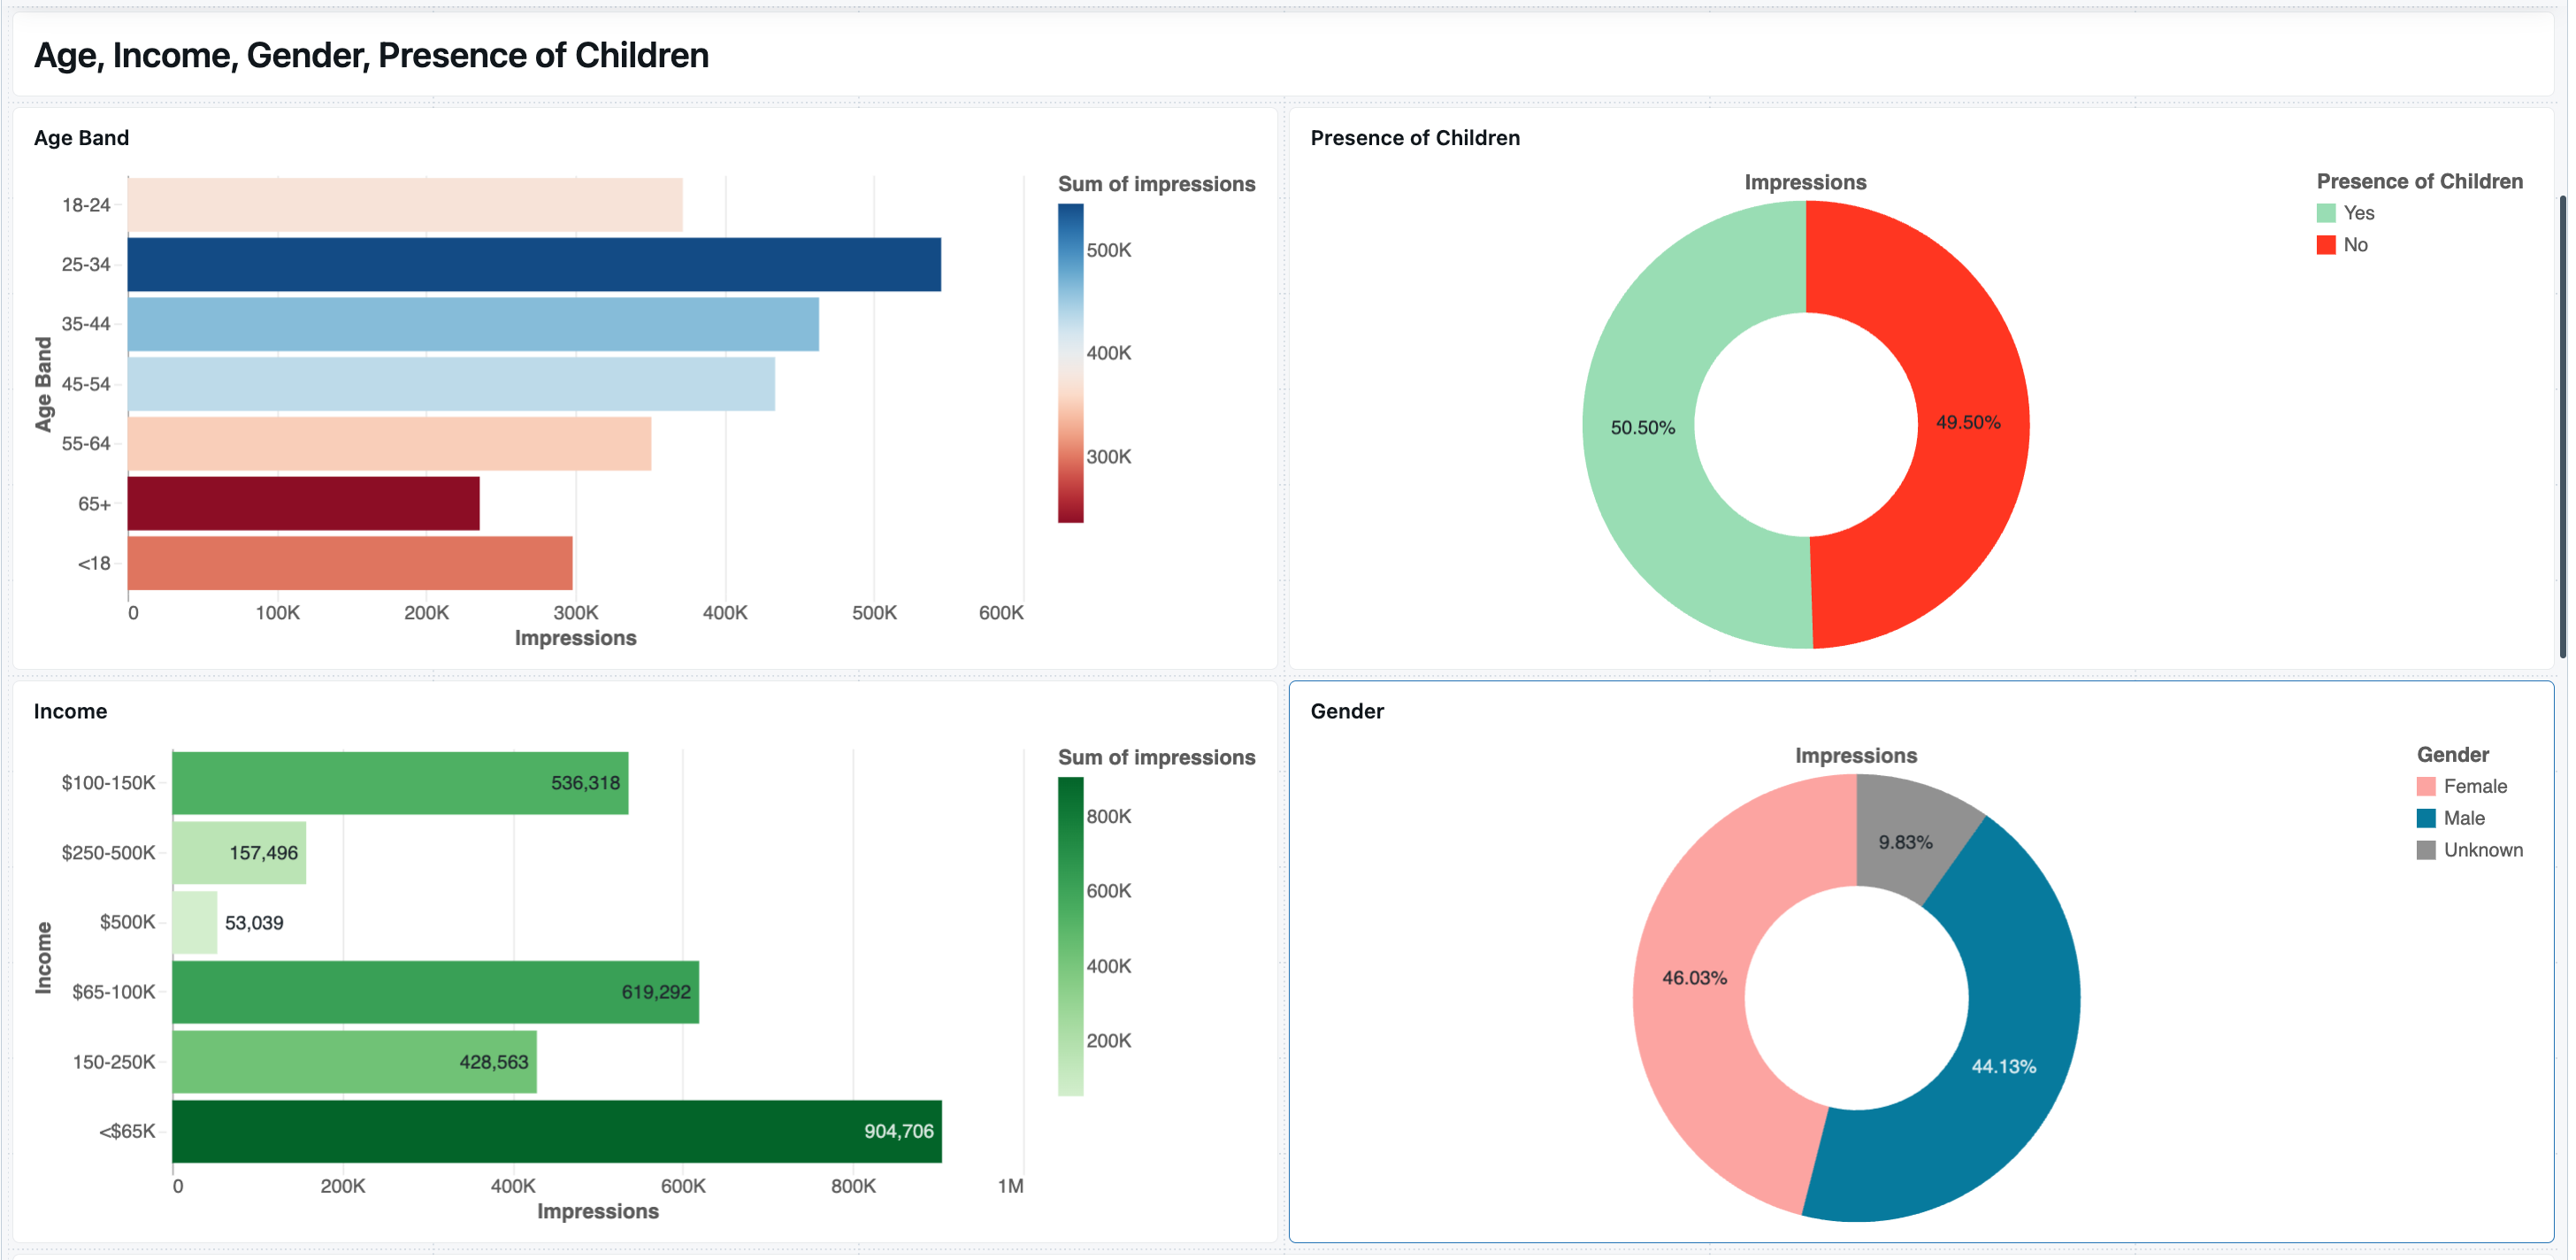 Age, Income, Gender, Presence of Children
Age Band
Sum of impressions
500K
400K
300K
Age Band
18-24
25-34
35-44
45-54
55-64
65+
<18
0 100K 200K 300K 400K 500K 600K
Impressions
Presence of Children
Impressions
50.50%
49.50%
Presence of Children
Yes
No
Income
Sum of impressions
800K
600K
400K
200K
Income
$100-150K 536,318
$250-500K 157,496
$500K 53,039
$65-100K 619,292
150-250K 428,563
<$65K 904,706
0 200K 400K 600K 800K 1M
Impressions
Gender
Impressions
9.83%
46.03%
44.13%
Gender
Female
Male
Unknown